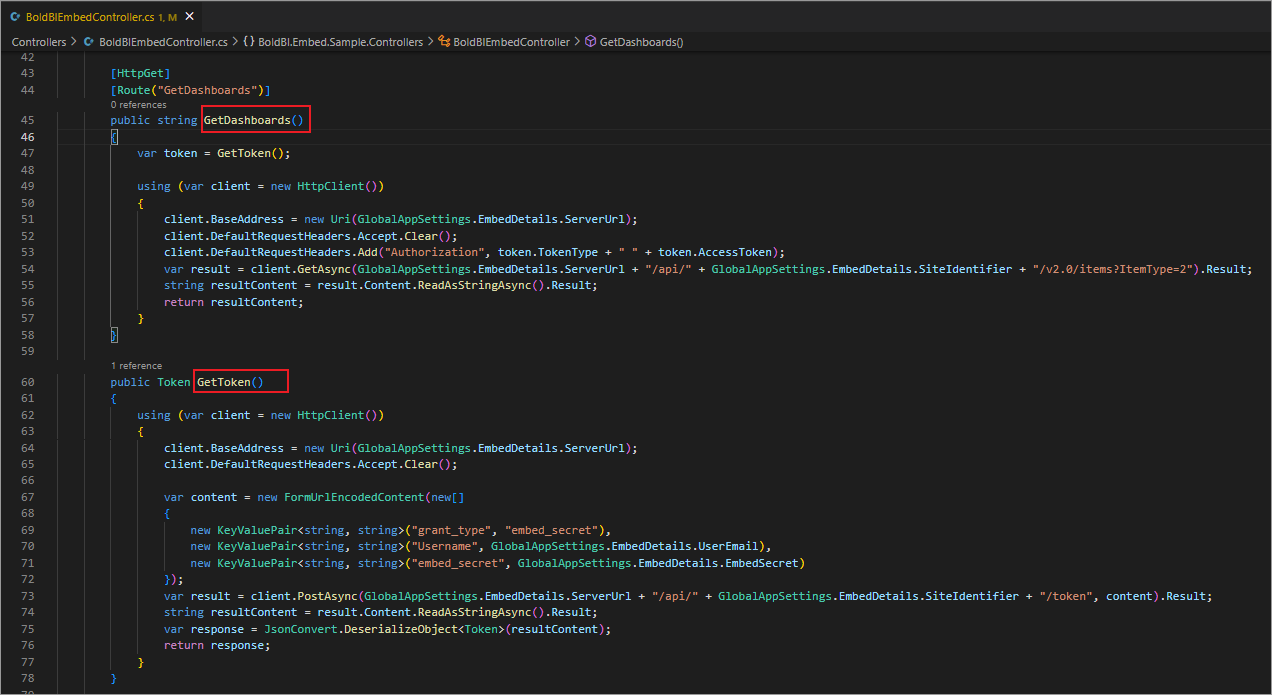 BoldBIEmbedController.cs 1, M
Controllers > BoldBIEmbedController.cs > {} BoldBI.Embed.Sample.Controllers > BoldBIEmbedController > GetDashboards()
42
43 [HttpGet]
44 [Route("GetDashboards")]
0 references
45 public string GetDashboards()
46 {
47 var token = GetToken();
48
49 using (var client = new HttpClient())
50 {
51 client.BaseAddress = new Uri(GlobalAppSettings.EmbedDetails.ServerUrl);
52 client.DefaultRequestHeaders.Accept.Clear();
53 client.DefaultRequestHeaders.Add("Authorization", token.TokenType + " " + token.AccessToken);
54 var result = client.GetAsync(GlobalAppSettings.EmbedDetails.ServerUrl + "/api/" + GlobalAppSettings.EmbedDetails.SiteIdentifier + "/v2.0/items?ItemType=2").Result;
55 string resultContent = result.Content.ReadAsStringAsync().Result;
56 return resultContent;
57 }
58 }
59
1 reference
60 public Token GetToken()
61 {
62 using (var client = new HttpClient())
63 {
64 client.BaseAddress = new Uri(GlobalAppSettings.EmbedDetails.ServerUrl);
65 client.DefaultRequestHeaders.Accept.Clear();
66
67 var content = new FormUrlEncodedContent(new[]
68 {
69 new KeyValuePair<string, string>("grant_type", "embed_secret"),
70 new KeyValuePair<string, string>("Username", GlobalAppSettings.EmbedDetails.UserEmail),
71 new KeyValuePair<string, string>("embed_secret", GlobalAppSettings.EmbedDetails.EmbedSecret)
72 });
73 var result = client.PostAsync(GlobalAppSettings.EmbedDetails.ServerUrl + "/api/" + GlobalAppSettings.EmbedDetails.SiteIdentifier + "/token", content).Result;
74 string resultContent = result.Content.ReadAsStringAsync().Result;
75 var response = JsonConvert.DeserializeObject<Token>(resultContent);
76 return response;
77 }
78 }
79